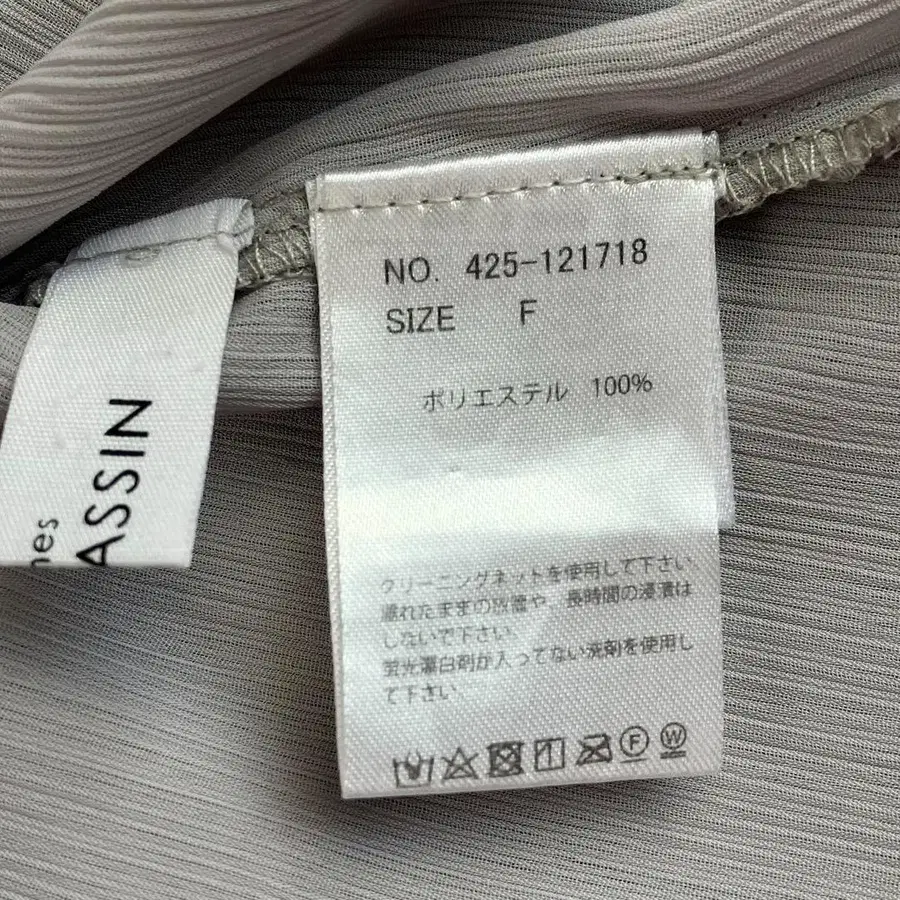 NO. 425-121718
SIZE F
ポリエステル 100%
クリーニングネットを使用して下さい
濡れたままの放置や、長時間の浸漬は
しないで下さい.
蛍光漂白剤が入ってない洗剤を使用し
て下さい.
F
W
ASSIN
nes